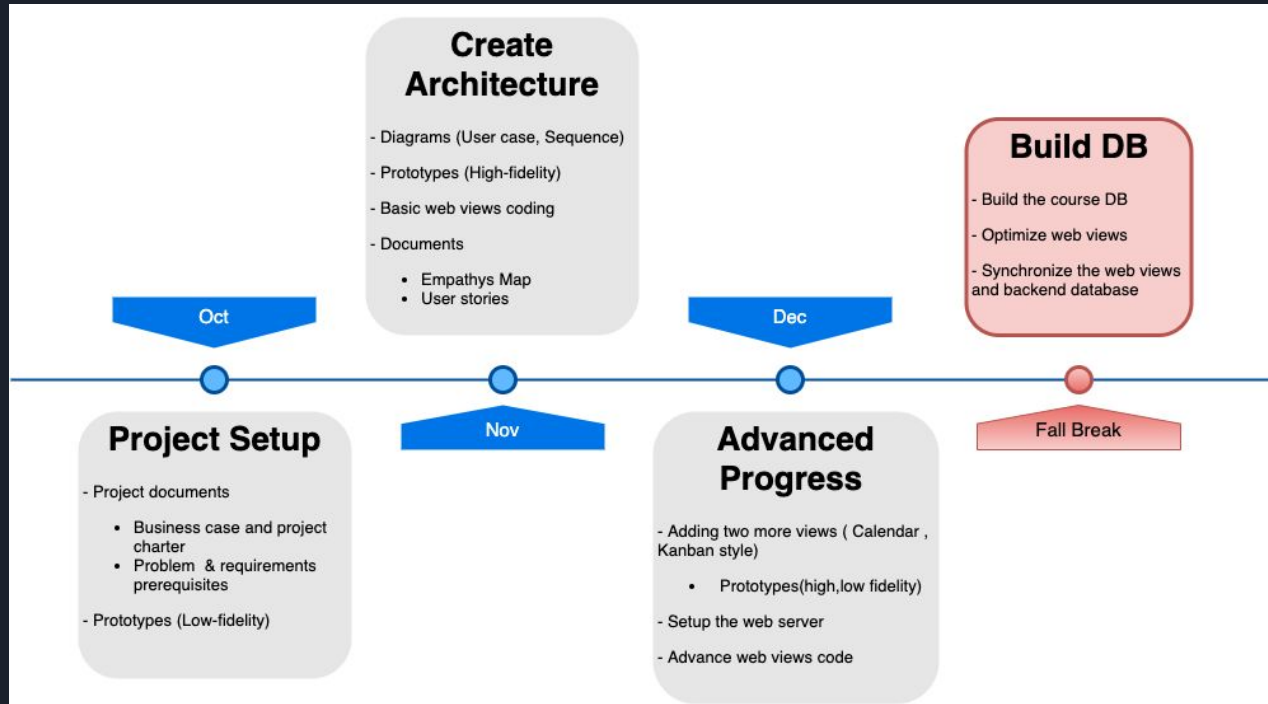 Oct
Project Setup
- Project documents
• Business case and project
charter
• Problem & requirements
prerequisites
- Prototypes (Low-fidelity)
Create
Architecture
- Diagrams (User case, Sequence)
- Prototypes (High-fidelity)
- Basic web views coding
- Documents
• Empathys Map
• User stories
Nov
Dec
Advanced
Progress
- Adding two more views ( Calendar ,
Kanban style)
• Prototypes(high,low fidelity)
- Setup the web server
- Advance web views code
Build DB
- Build the course DB
- Optimize web views
- Synchronize the web views
and backend database
Fall Break